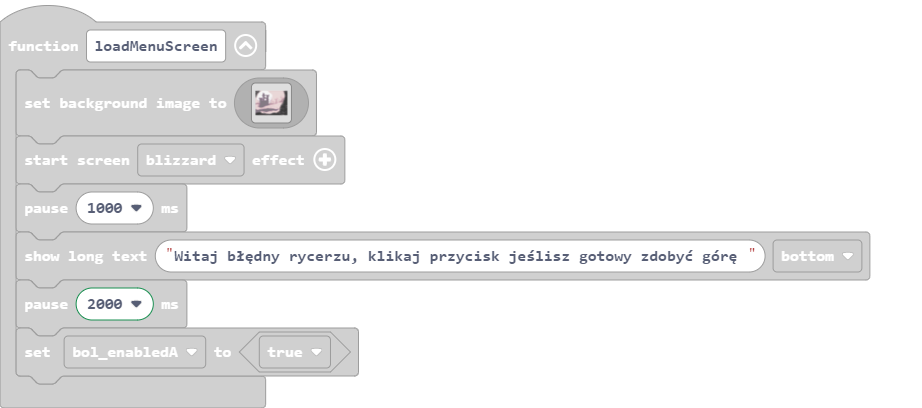 function loadMenuScreen
set background image to
start screen blizzard effect
pause 1000 ms
show long text "Witaj błędny rycerzu, klikaj przycisk jeślisz gotowy zdobyć górę " bottom
pause 2000 ms
set bol_enabledA to true